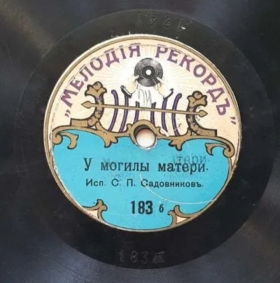 "МЕЛОДІЯ РЕКОРДЪ"
У могилы матери.
Исп. С. П. Садовниковъ.
183 б